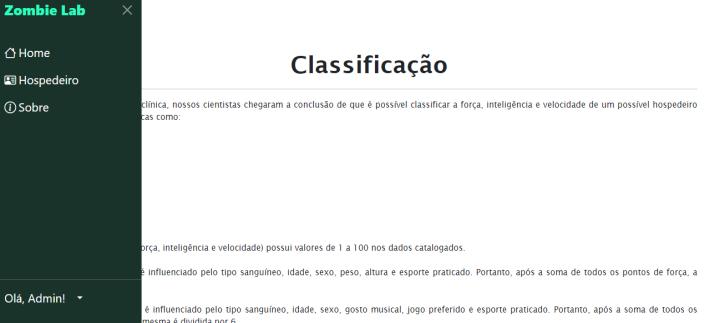 Zombie Lab
Home
Hospedeiro
Sobre
Olá, Admin!
Classificação
clínica, nossos cientistas chegaram a conclusão de que é possível classificar a força, inteligência e velocidade de um possível hospedeiro
cas como:
orça, inteligência e velocidade) possui valores de 1 a 100 nos dados catalogados.
é influenciado pelo tipo sanguíneo, idade, sexo, peso, altura e esporte praticado. Portanto, após a soma de todos os pontos de força, a
é influenciado pelo tipo sanguíneo, idade, sexo, gosto musical, jogo preferido e esporte praticado. Portanto, após a soma de todos os
mesma é dividida por 6.